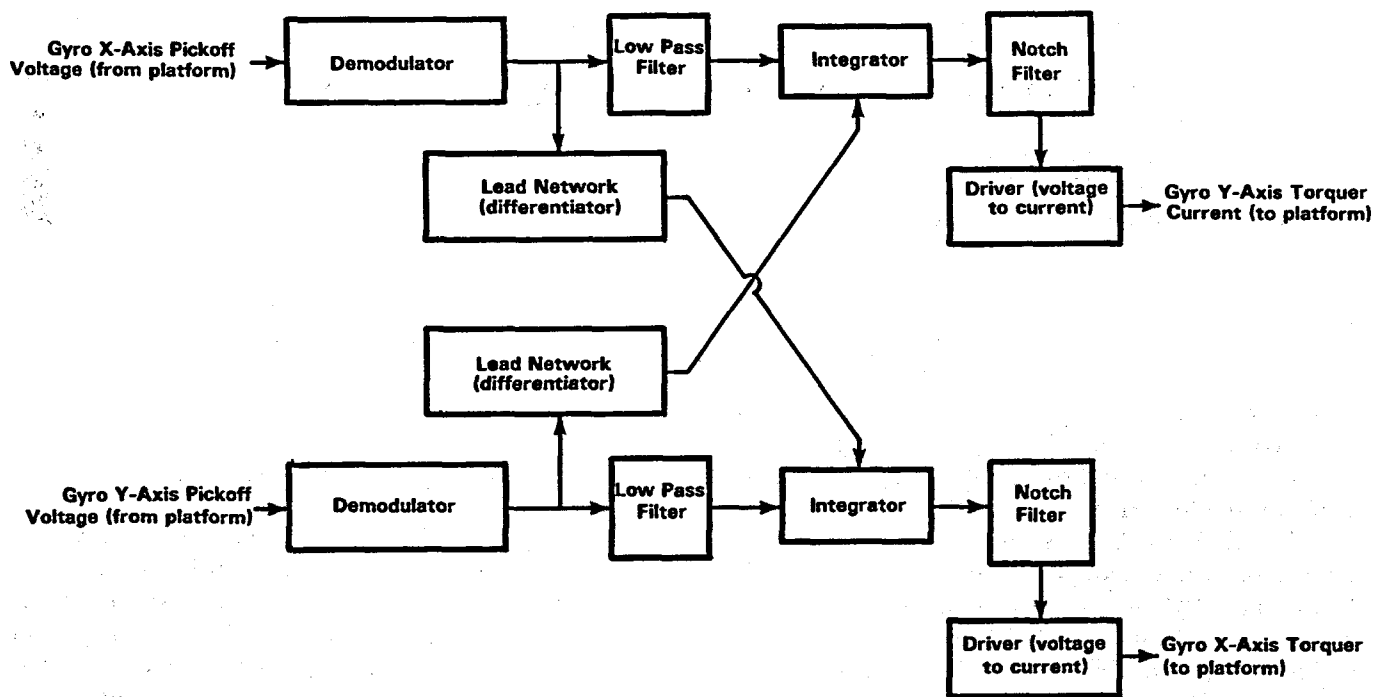 Gyro X-Axis Pickoff
Voltage (from platform)
Demodulator
Low Pass
Filter
Integrator
Notch
Filter
Lead Network
(differentiator)
Driver (voltage
to current)
Gyro Y-Axis Torquer
Current (to platform)
Lead Network
(differentiator)
Gyro Y-Axis Pickoff
Voltage (from platform)
Demodulator
Low Pass
Filter
Integrator
Notch
Filter
Driver (voltage
to current)
Gyro X-Axis Torquer
(to platform)